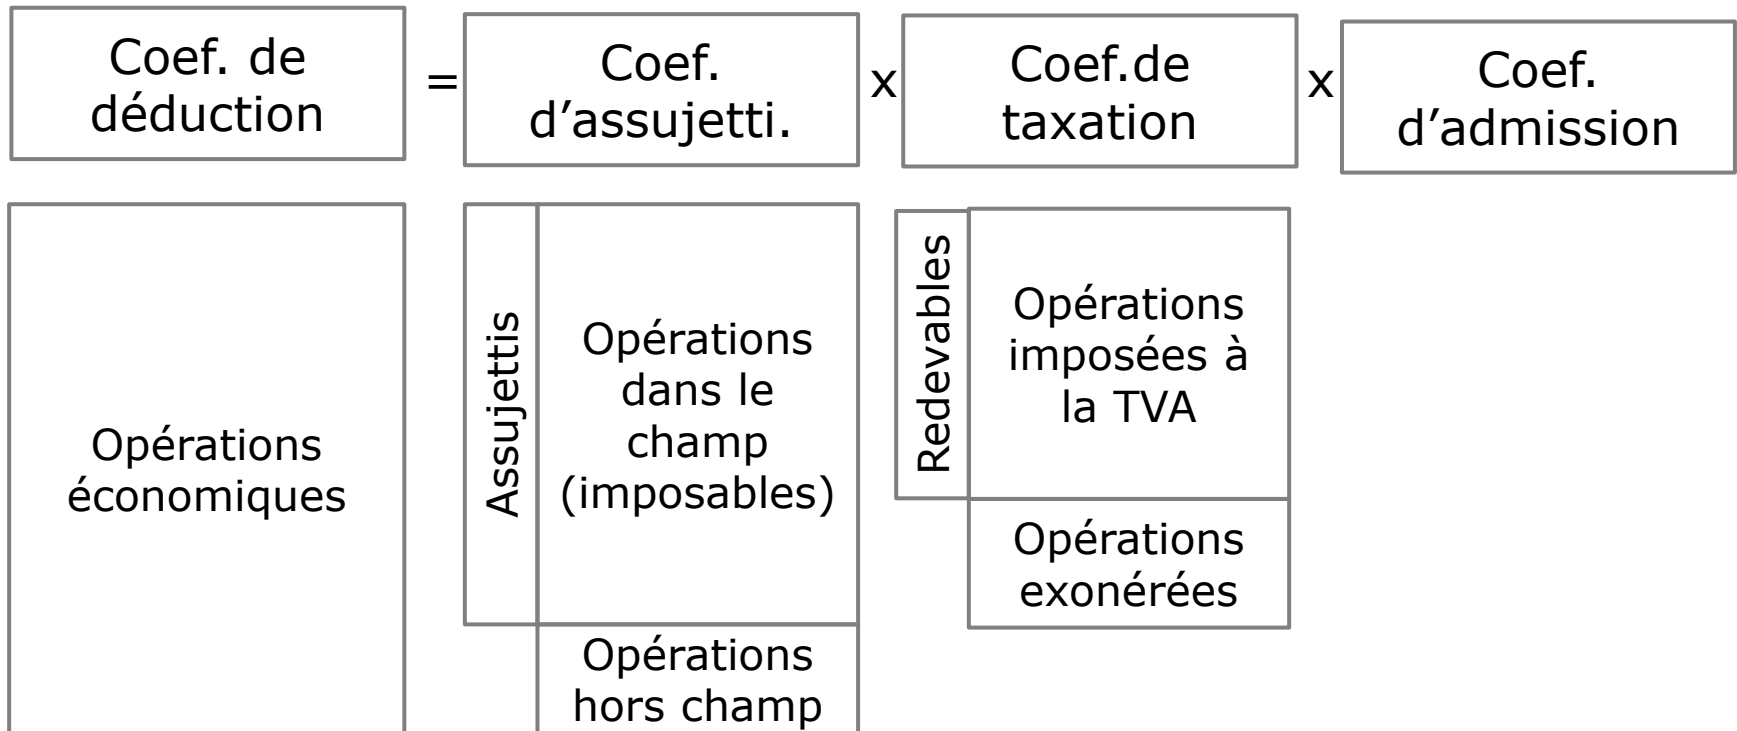 Coef. de
déduction
=
Coef.
d’assujetti.
x
Coef.de
taxation
x
Coef.
d’admission
Opérations
économiques
Assujettis
Opérations
dans le
champ
(imposables)
Opérations
hors champ
Redevables
Opérations
imposées à
la TVA
Opérations
exonérées